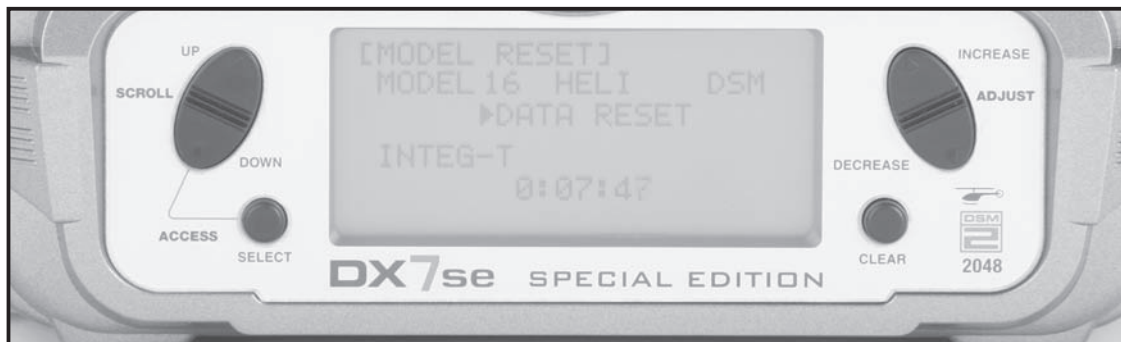 UP
SCROLL
DOWN
ACCESS
SELECT
[MODEL RESET]
MODEL 16 HELI DSM
▶DATA RESET
INTEG-T
0:07:47
INCREASE
ADJUST
DECREASE
CLEAR
DSM
2
2048
DX7se SPECIAL EDITION